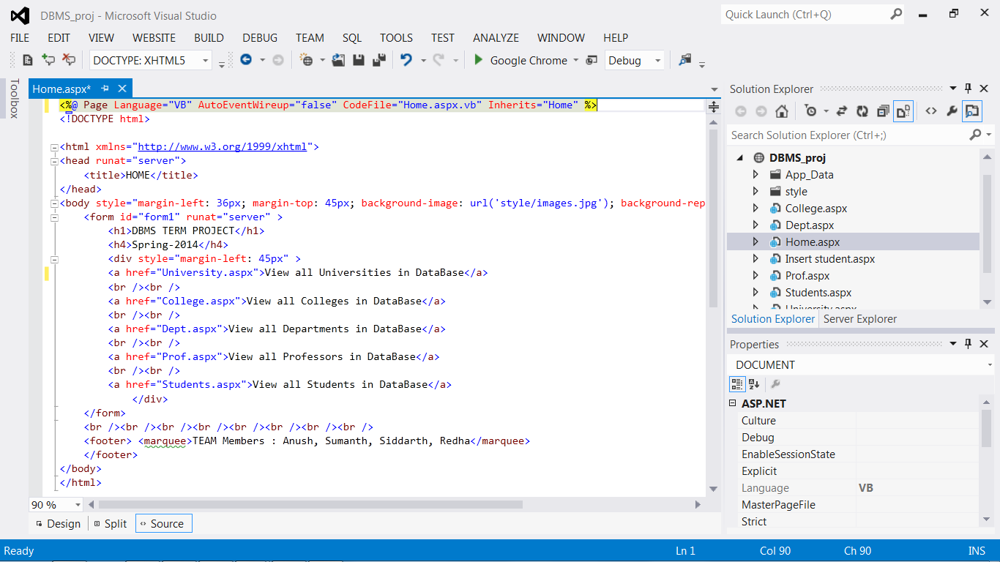 DBMS_proj - Microsoft Visual Studio
Quick Launch (Ctrl+Q)
FILE EDIT VIEW WEBSITE BUILD DEBUG TEAM SQL TOOLS TEST ANALYZE WINDOW HELP
DOCTYPE: XHTML5 Google Chrome Debug
Toolbox
Home.aspx*
<%@ Page Language="VB" AutoEventWireup="false" CodeFile="Home.aspx.vb" Inherits="Home" %>
<!DOCTYPE html>
<html xmlns="http://www.w3.org/1999/xhtml">
<head runat="server">
<title>HOME</title>
</head>
<body style="margin-left: 36px; margin-top: 45px; background-image: url('style/images.jpg'); background-rep
<form id="form1" runat="server" >
<h1>DBMS TERM PROJECT</h1>
<h4>Spring-2014</h4>
<div style="margin-left: 45px" >
<a href="University.aspx">View all Universities in DataBase</a>
<br /><br />
<a href="College.aspx">View all Colleges in DataBase</a>
<br /><br />
<a href="Dept.aspx">View all Departments in DataBase</a>
<br /><br />
<a href="Prof.aspx">View all Professors in DataBase</a>
<br /><br />
<a href="Students.aspx">View all Students in DataBase</a>
</div>
</form>
<br /><br /><br /><br /><br /><br /><br /><br />
<footer> <marquee>TEAM Members : Anush, Sumanth, Siddarth, Redha</marquee>
</footer>
</body>
</html>
90 %
Design Split Source
Solution Explorer
Search Solution Explorer (Ctrl+;)
DBMS_proj
App_Data
style
College.aspx
Dept.aspx
Home.aspx
Insert student.aspx
Prof.aspx
Students.aspx
University.aspx
Solution Explorer Server Explorer
Properties
DOCUMENT
ASP.NET
Culture
Debug
EnableSessionState
Explicit
Language VB
MasterPageFile
Strict
Ready Ln 1 Col 90 Ch 90 INS